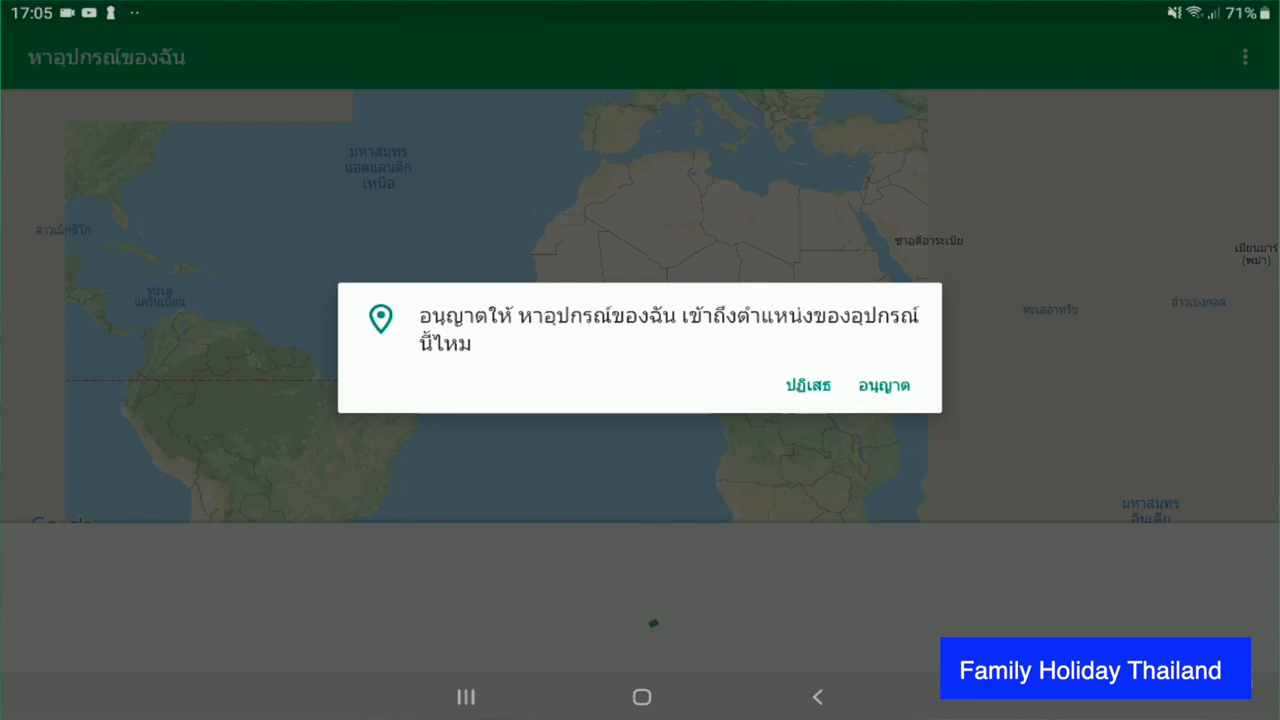 17:05
71%
หาอุปกรณ์ของฉัน
มหาสมุทร
แอตแลนติก
เหนือ
อ่าวเม็กซิโก
ทะเล
แคริบเบียน
ซาอุดีอาระเบีย
เมียนมาร์
(พม่า)
ทะเลอาหรับ
อ่าวเบงกอล
อนุญาตให้ หาอุปกรณ์ของฉัน เข้าถึงตำแหน่งของอุปกรณ์
นี้ไหม
ปฏิเสธ อนุญาต
มหาสมุทร
อินเดีย
Google
Family Holiday Thailand